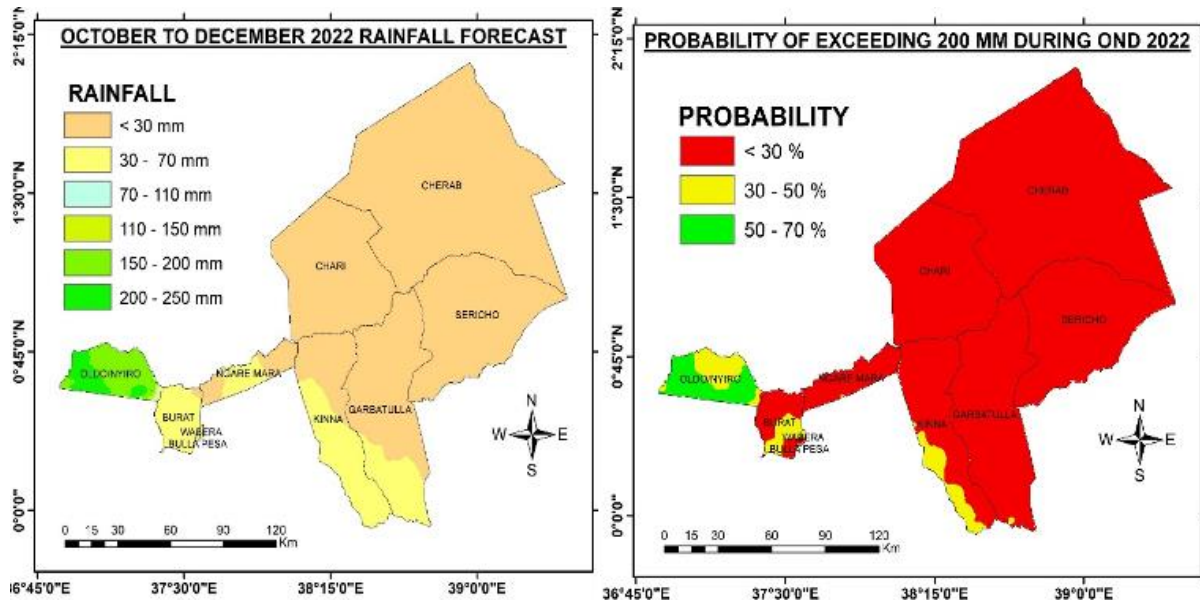 OCTOBER TO DECEMBER 2022 RAINFALL FORECAST
RAINFALL
< 30 mm
30 - 70 mm
70 - 110 mm
110 - 150 mm
150 - 200 mm
200 - 250 mm
CHERAB
CHARI
SERICHO
OLDO/NYIRO
NGARE MARA
BURAT
WABERA
BULLA PESA
KINNA
GARBATULLA
N
W E
S
0 15 30 60 90 120
Km
2°15'0"N
1°30'0"N
0°45'0"N
0°0'0"
36°45'0"E 37°30'0"E 38°15'0"E 39°0'0"E
PROBABILITY OF EXCEEDING 200 MM DURING OND 2022
PROBABILITY
< 30 %
30 - 50 %
50 - 70 %
CHERAB
CHARI
SERICHO
OLDO/NYIRO
NGARE MARA
BURAT
WABERA
BULLA PESA
KINNA
GARBATULLA
N
W E
S
0 15 30 60 90 120
Km
2°15'0"N
1°30'0"N
0°45'0"N
0°0'0"
36°45'0"E 37°30'0"E 38°15'0"E 39°0'0"E